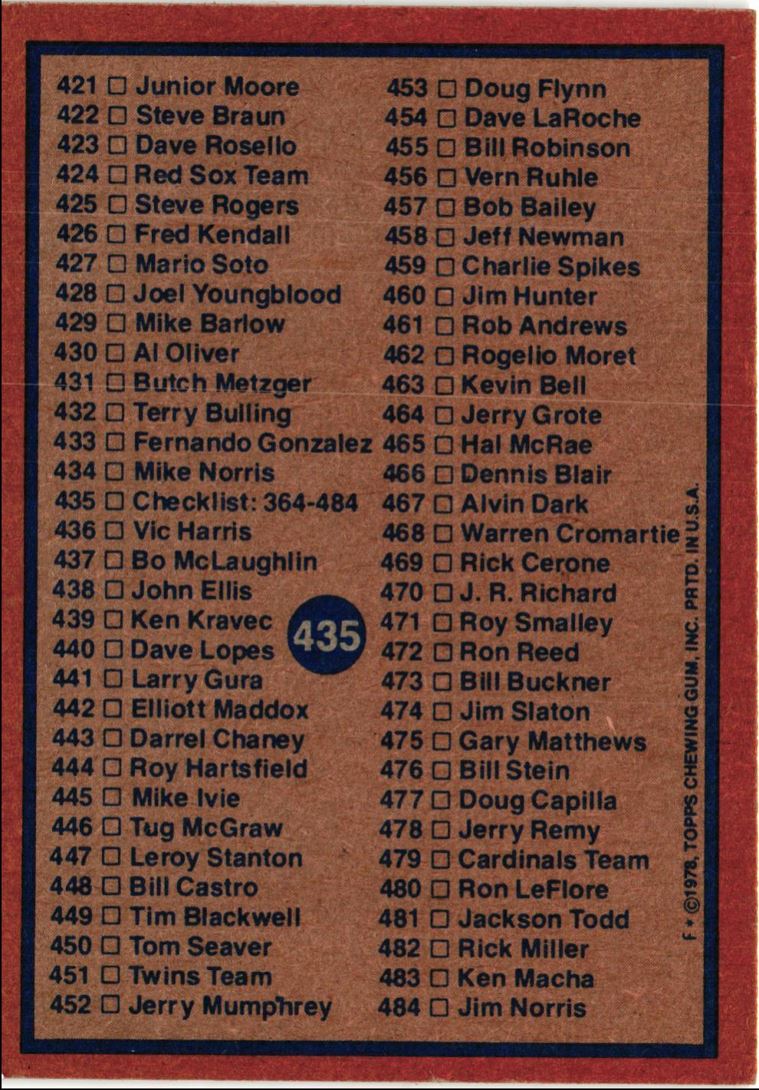 421 ☐ Junior Moore
422 ☐ Steve Braun
423 ☐ Dave Rosello
424 ☐ Red Sox Team
425 ☐ Steve Rogers
426 ☐ Fred Kendall
427 ☐ Mario Soto
428 ☐ Joel Youngblood
429 ☐ Mike Barlow
430 ☐ Al Oliver
431 ☐ Butch Metzger
432 ☐ Terry Bulling
433 ☐ Fernando Gonzalez
434 ☐ Mike Norris
435 ☐ Checklist: 364-484
436 ☐ Vic Harris
437 ☐ Bo McLaughlin
438 ☐ John Ellis
439 ☐ Ken Kravec
440 ☐ Dave Lopes
441 ☐ Larry Gura
442 ☐ Elliott Maddox
443 ☐ Darrel Chaney
444 ☐ Roy Hartsfield
445 ☐ Mike Ivie
446 ☐ Tug McGraw
447 ☐ Leroy Stanton
448 ☐ Bill Castro
449 ☐ Tim Blackwell
450 ☐ Tom Seaver
451 ☐ Twins Team
452 ☐ Jerry Mumphrey
435
453 ☐ Doug Flynn
454 ☐ Dave LaRoche
455 ☐ Bill Robinson
456 ☐ Vern Ruhle
457 ☐ Bob Bailey
458 ☐ Jeff Newman
459 ☐ Charlie Spikes
460 ☐ Jim Hunter
461 ☐ Rob Andrews
462 ☐ Rogelio Moret
463 ☐ Kevin Bell
464 ☐ Jerry Grote
465 ☐ Hal McRae
466 ☐ Dennis Blair
467 ☐ Alvin Dark
468 ☐ Warren Cromartie
469 ☐ Rick Cerone
470 ☐ J. R. Richard
471 ☐ Roy Smalley
472 ☐ Ron Reed
473 ☐ Bill Buckner
474 ☐ Jim Slaton
475 ☐ Gary Matthews
476 ☐ Bill Stein
477 ☐ Doug Capilla
478 ☐ Jerry Remy
479 ☐ Cardinals Team
480 ☐ Ron LeFlore
481 ☐ Jackson Todd
482 ☐ Rick Miller
483 ☐ Ken Macha
484 ☐ Jim Norris
F * ©1978, TOPPS CHEWING GUM, INC. PRTD. IN U.S.A.